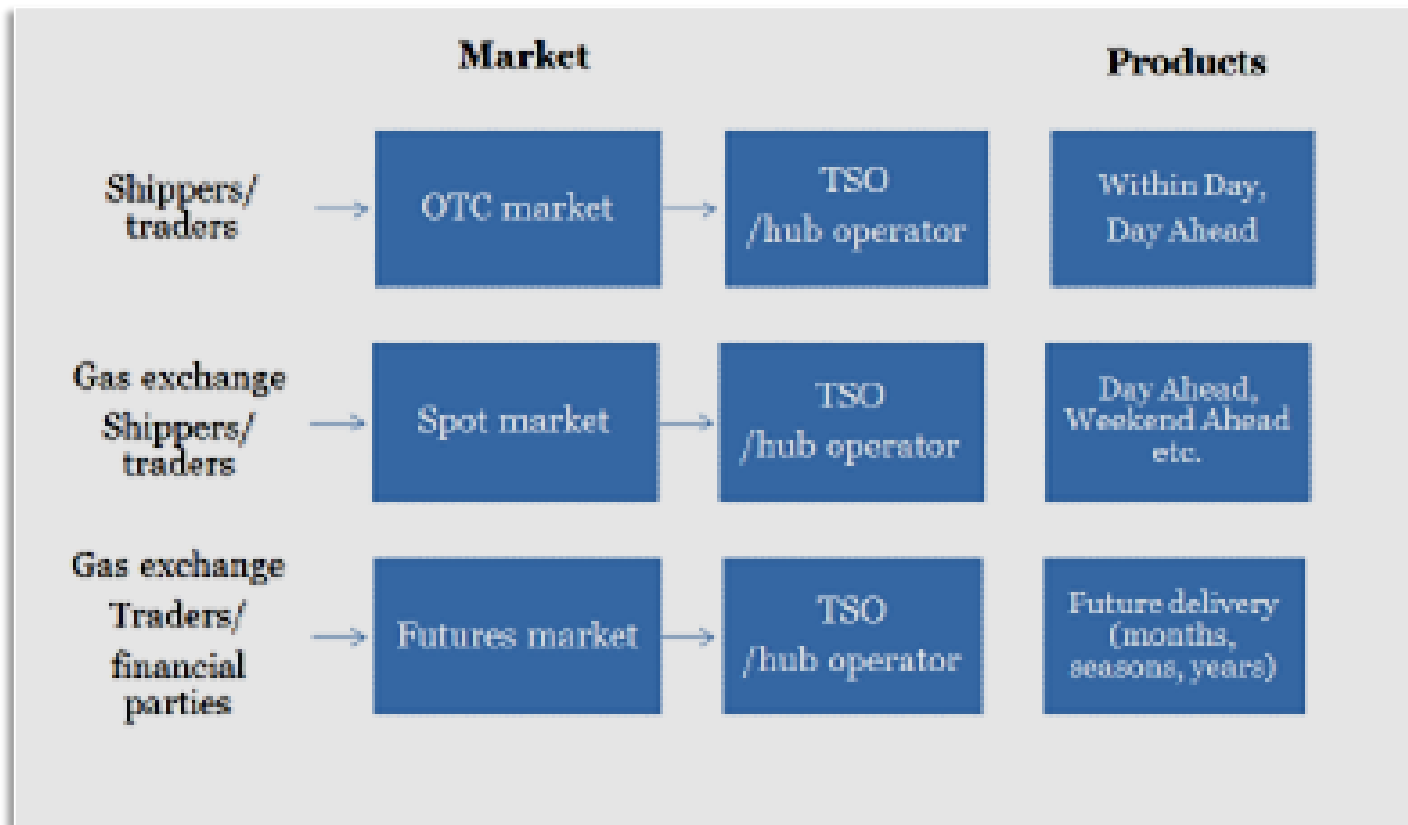 Market
Products
Shippers/
traders
OTC market
TSO
/hub operator
Within Day,
Day Ahead
Gas exchange
Shippers/
traders
Spot market
TSO
/hub operator
Day Ahead,
Weekend Ahead
etc.
Gas exchange
Traders/
financial
parties
Futures market
TSO
/hub operator
Future delivery
(months,
seasons, years)